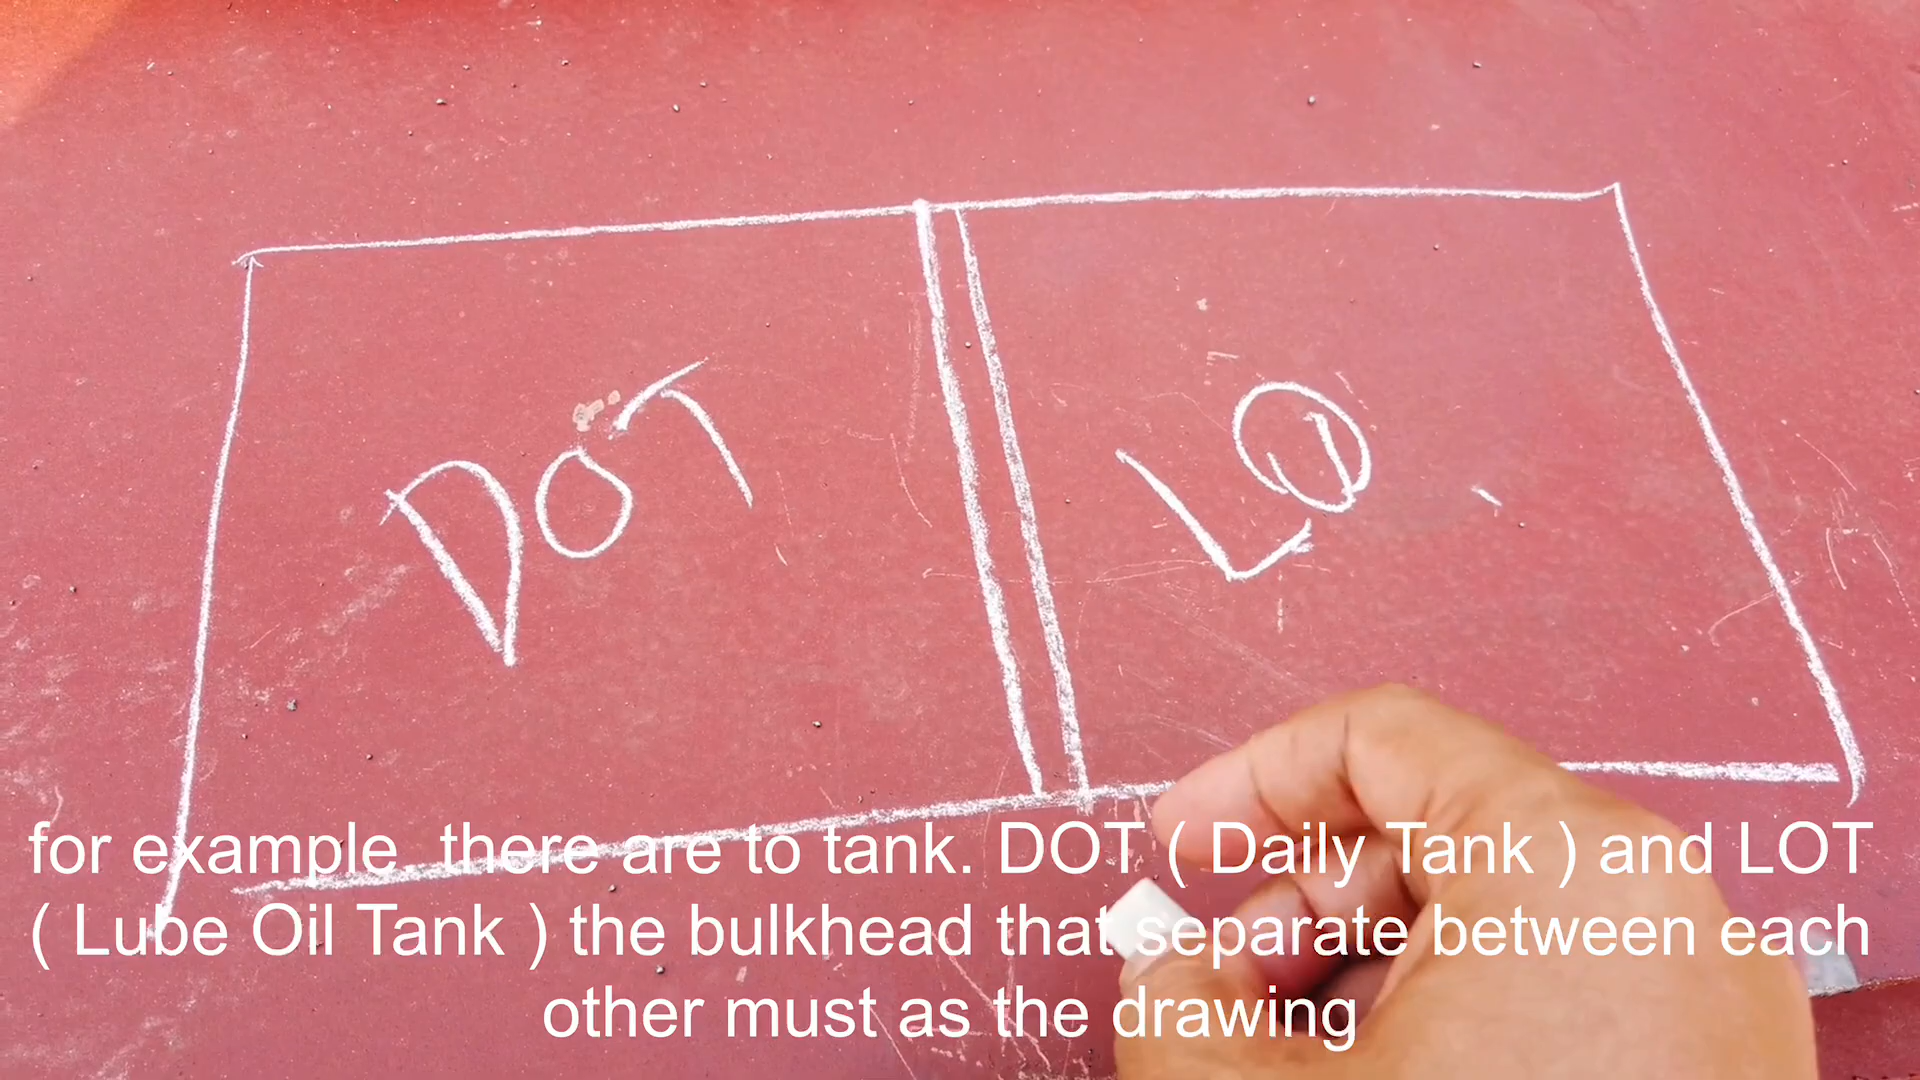 DOT
LO
for example there are to tank. DOT ( Daily Tank ) and LOT
( Lube Oil Tank ) the bulkhead that separate between each
other must as the drawing